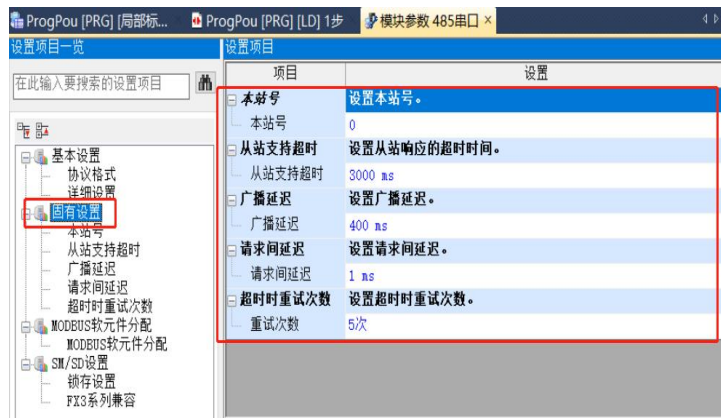 ProgPou [PRG] [局部标... ProgPou [PRG] [LD] 1步 模块参数 485串口 ×
设置项目一览 设置项目
在此输入要搜索的设置项目
项目 设置
本站号 设置本站号。
本站号 0
从站支持超时 设置从站响应的超时时间。
从站支持超时 3000 ms
广播延迟 设置广播延迟。
广播延迟 400 ms
请求间延迟 设置请求间延迟。
请求间延迟 1 ms
超时时重试次数 设置超时时重试次数。
重试次数 5次
基本设置
协议格式
详细设置
固有设置
本站号
从站支持超时
广播延迟
请求间延迟
超时时重试次数
MODBUS软元件分配
MODBUS软元件分配
SM/SD设置
锁存设置
FX3系列兼容